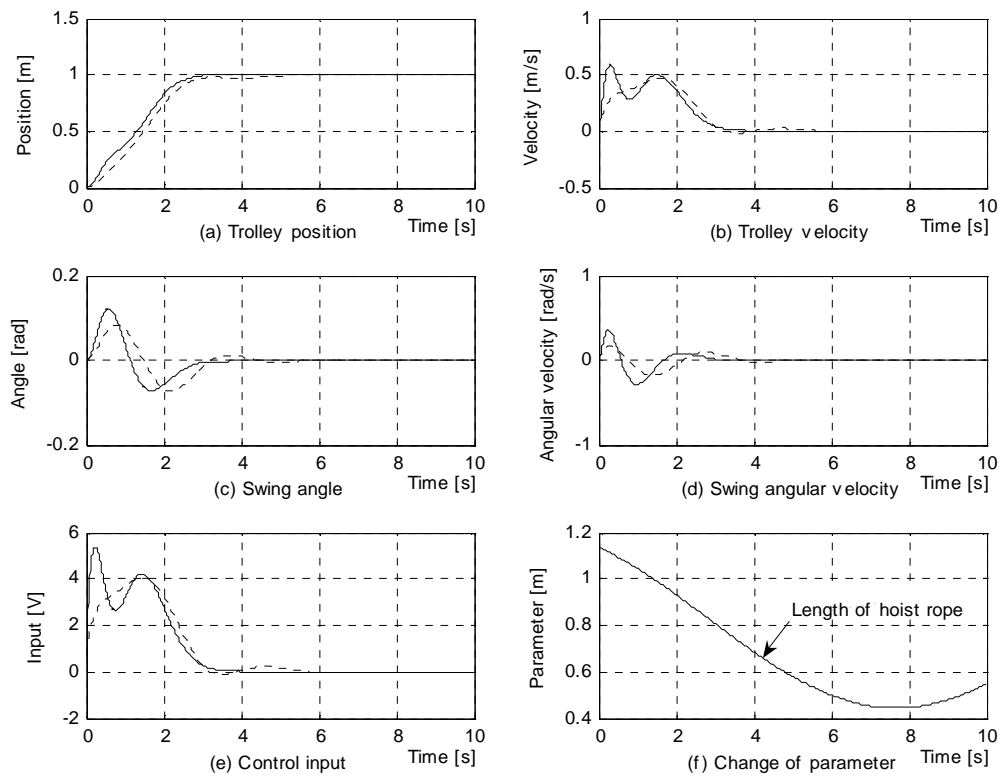 1.5
1
0.5
0
Position [m]
0 2 4 6 8 10
Time [s]
(a) Trolley position
1
0.5
0
-0.5
Velocity [m/s]
0 2 4 6 8 10
Time [s]
(b) Trolley velocity
0.2
0
-0.2
Angle [rad]
0 2 4 6 8 10
Time [s]
(c) Swing angle
1
0
-1
Angular velocity [rad/s]
0 2 4 6 8 10
Time [s]
(d) Swing angular velocity
6
4
2
0
-2
Input [V]
0 2 4 6 8 10
Time [s]
(e) Control input
1.2
1
0.8
0.6
0.4
Parameter [m]
Length of hoist rope
0 2 4 6 8 10
Time [s]
(f) Change of parameter